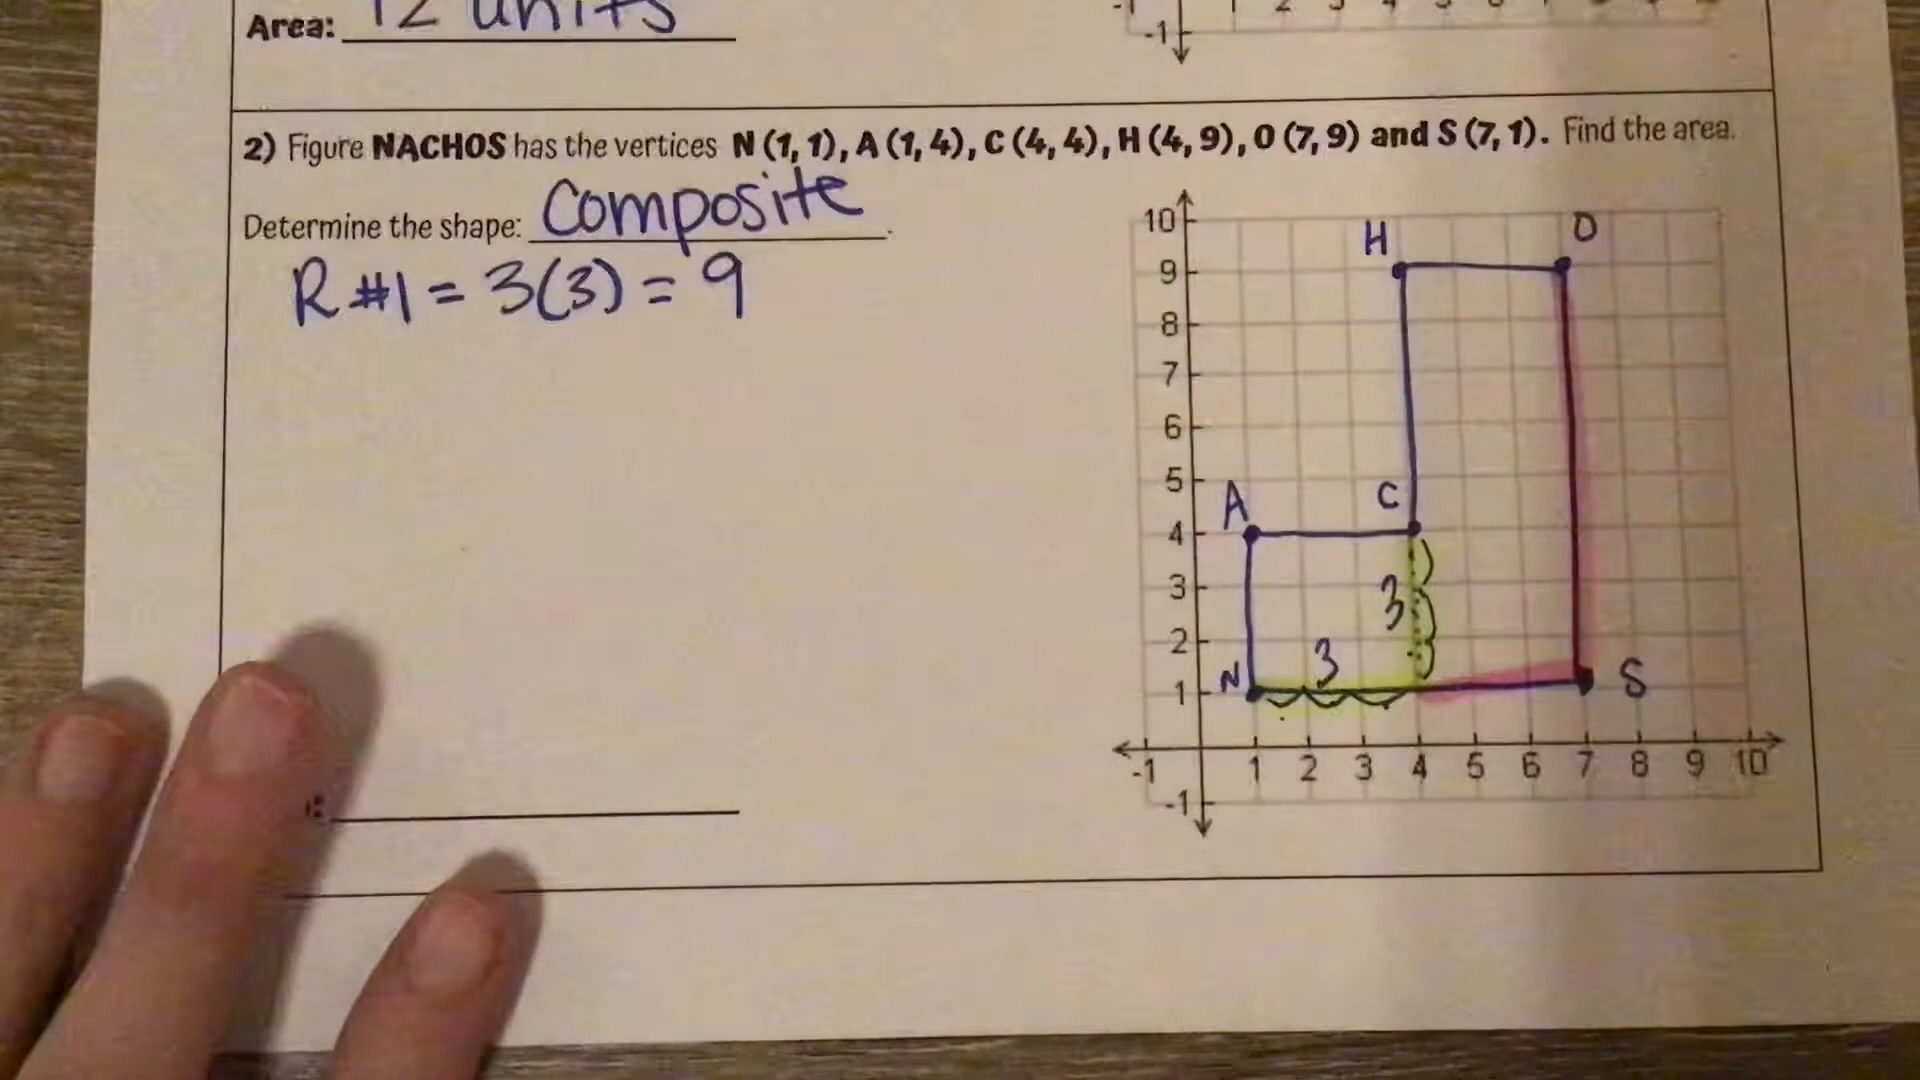 Area: 12 units
-1
2) Figure NACHOS has the vertices N (1, 1), A (1, 4), C (4, 4), H (4, 9), O (7, 9) and S (7, 1). Find the area.
Determine the shape: Composite.
R #1 = 3(3) = 9
10
H
O
9
8
7
6
5
A
C
4
3
3
2
3
N
1
S
-1 1 2 3 4 5 6 7 8 9 10
-1